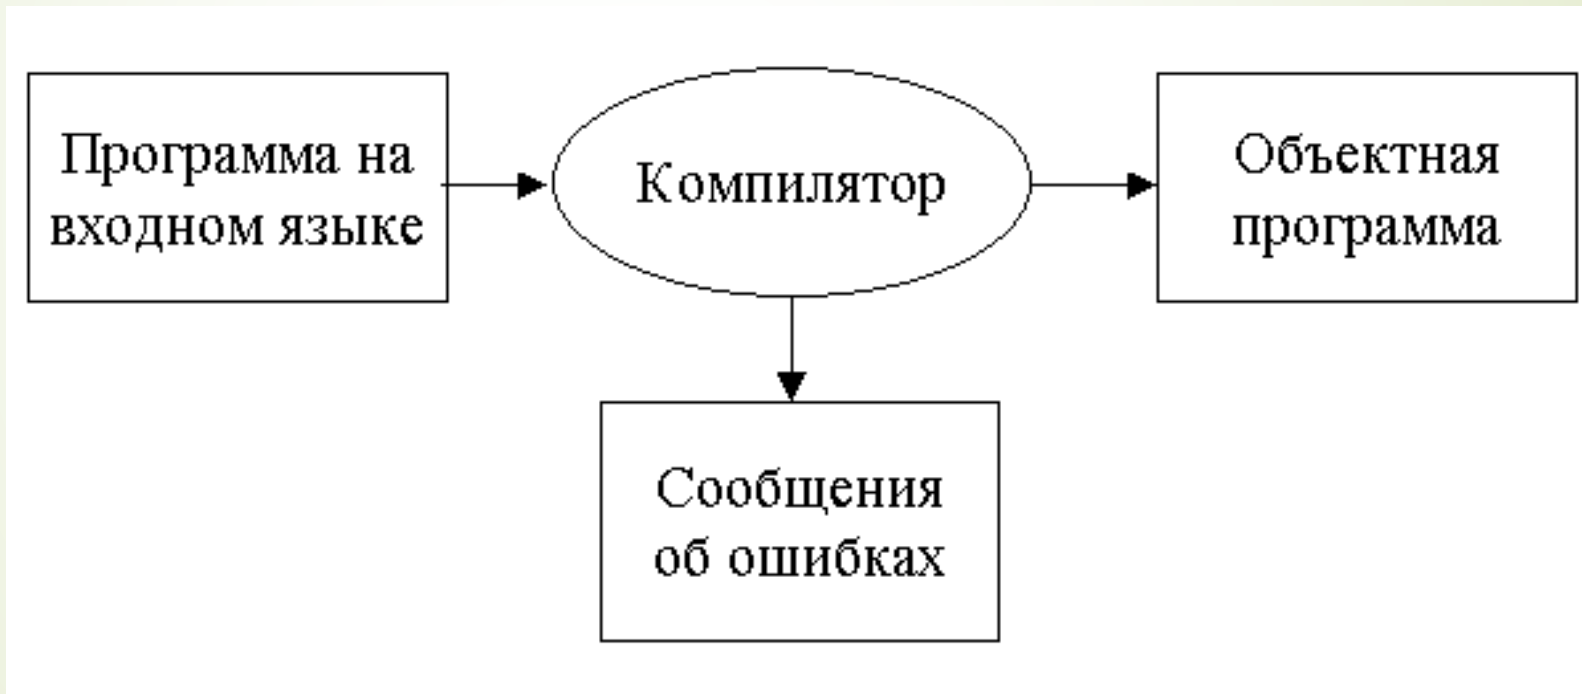 Программа на
входном языке
Компилятор
Объектная
программа
Сообщения
об ошибках